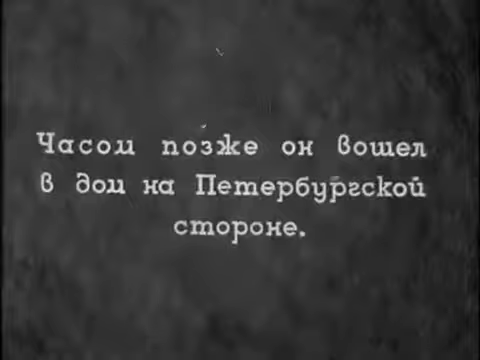 Часом позже он вошел
в дом на Петербургской
стороне.